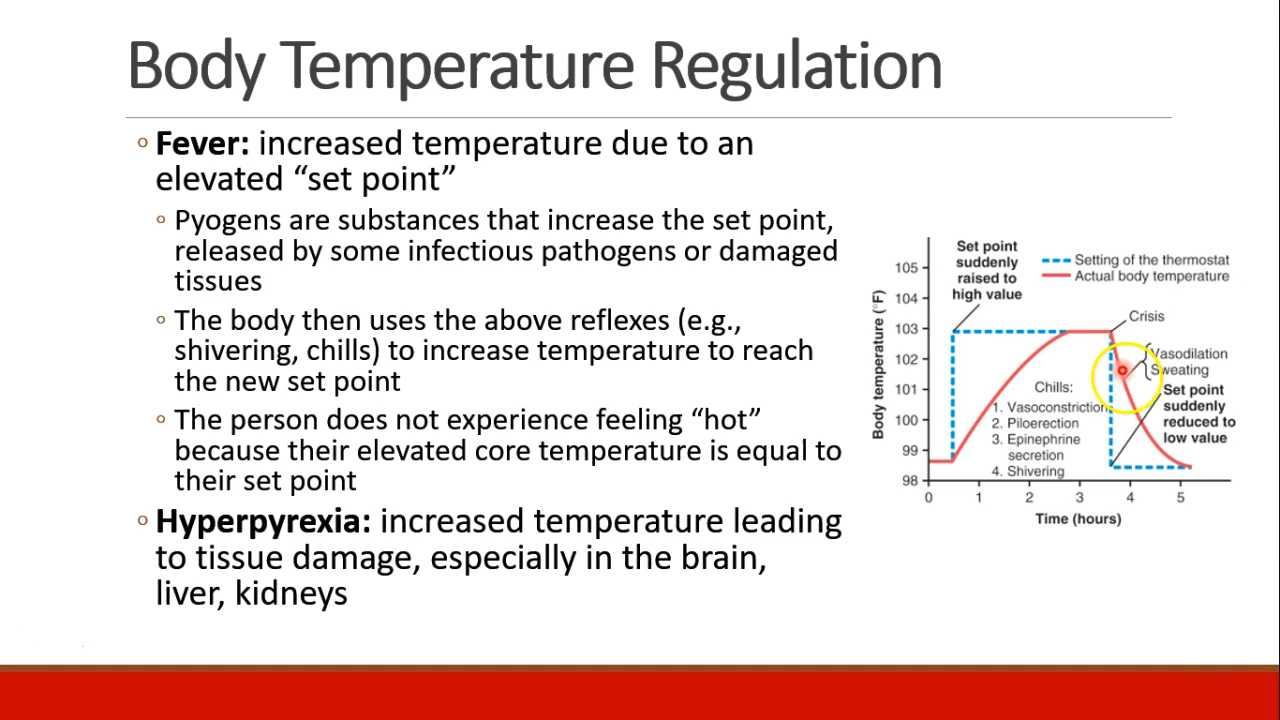 Body Temperature Regulation
◦ Fever: increased temperature due to an
elevated “set point”
◦ Pyogens are substances that increase the set point,
released by some infectious pathogens or damaged
tissues
◦ The body then uses the above reflexes (e.g.,
shivering, chills) to increase temperature to reach
the new set point
◦ The person does not experience feeling “hot”
because their elevated core temperature is equal to
their set point
◦ Hyperpyrexia: increased temperature leading
to tissue damage, especially in the brain,
liver, kidneys
Set point
suddenly
raised to
high value
Setting of the thermostat
Actual body temperature
Crisis
Vasodilation
Sweating
Set point
suddenly
reduced to
low value
Chills:
1. Vasoconstriction
2. Piloerection
3. Epinephrine
secretion
4. Shivering
Body temperature (°F)
105
104
103
102
101
100
99
98
0 1 2 3 4 5
Time (hours)